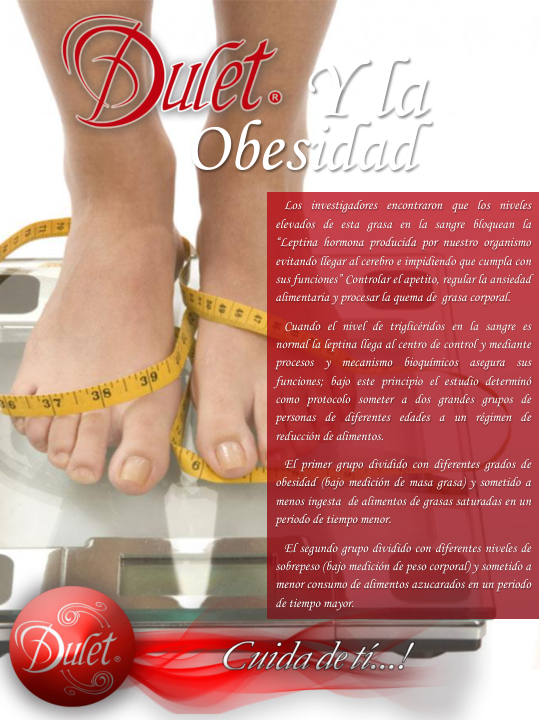 Dulet® Y la
Obesidad
Los investigadores encontraron que los niveles
elevados de esta grasa en la sangre bloquean la
“Leptina hormona producida por nuestro organismo
evitando llegar al cerebro e impidiendo que cumpla con
sus funciones” Controlar el apetito, regular la ansiedad
alimentaria y procesar la quema de grasa corporal.
Cuando el nivel de triglicéridos en la sangre es
normal la leptina llega al centro de control y mediante
procesos y mecanismo bioquímicos asegura sus
funciones; bajo este principio el estudio determinó
como protocolo someter a dos grandes grupos de
personas de diferentes edades a un régimen de
reducción de alimentos.
El primer grupo dividido con diferentes grados de
obesidad (bajo medición de masa grasa) y sometido a
menos ingesta de alimentos de grasas saturadas en un
periodo de tiempo menor.
El segundo grupo dividido con diferentes niveles de
sobrepeso (bajo medición de peso corporal) y sometido a
menor consumo de alimentos azucarados en un periodo
de tiempo mayor.
36 37 38 39
6
Dulet®
Cuida de tí...!